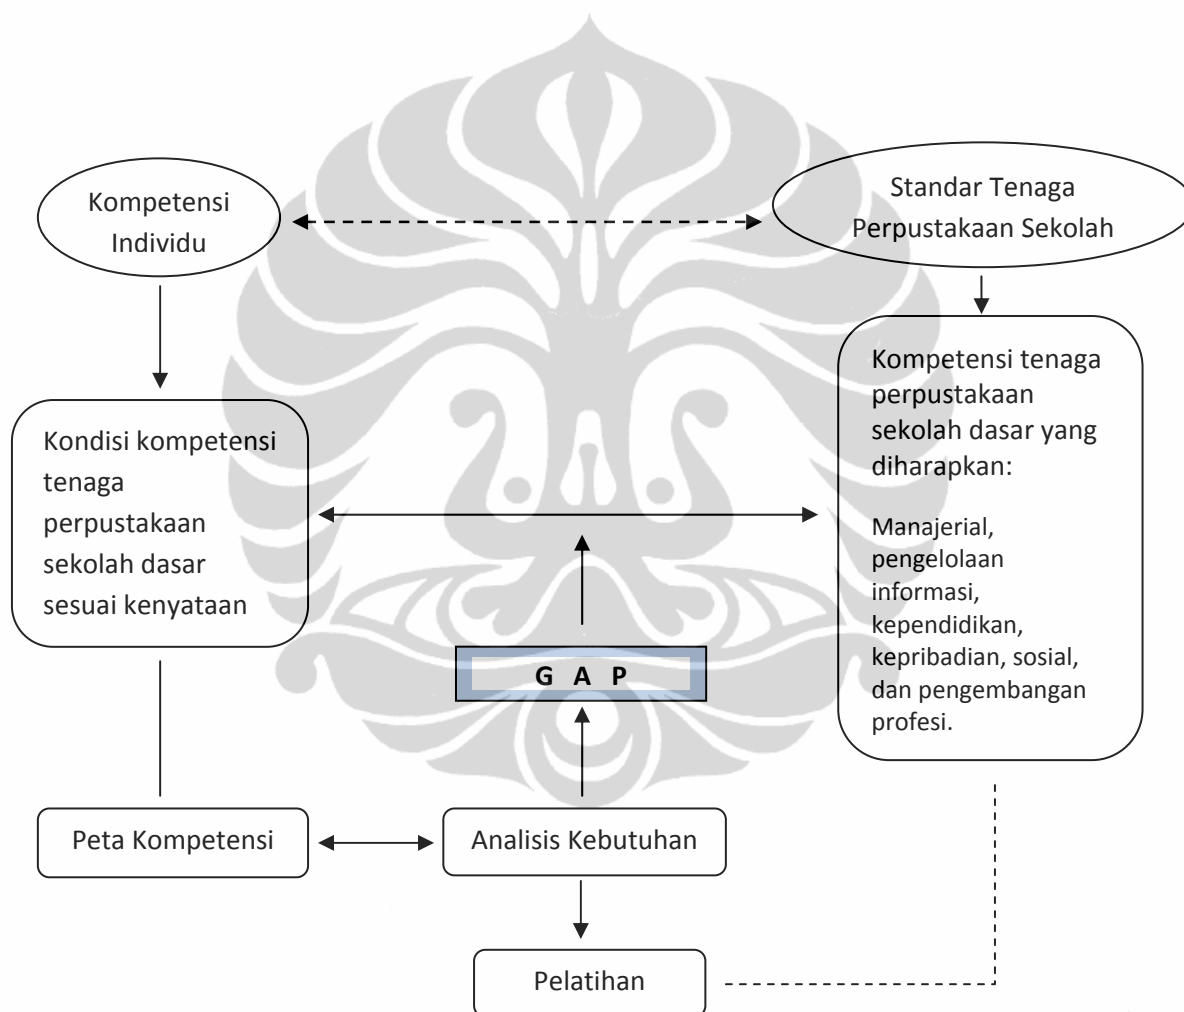 Kompetensi
Individu
Standar Tenaga
Perpustakaan Sekolah
Kondisi kompetensi
tenaga
perpustakaan
sekolah dasar
sesuai kenyataan
Kompetensi tenaga
perpustakaan
sekolah dasar yang
diharapkan:
Manajerial,
pengelolaan
informasi,
kependidikan,
kepribadian, sosial,
dan pengembangan
profesi.
G A P
Peta Kompetensi
Analisis Kebutuhan
Pelatihan